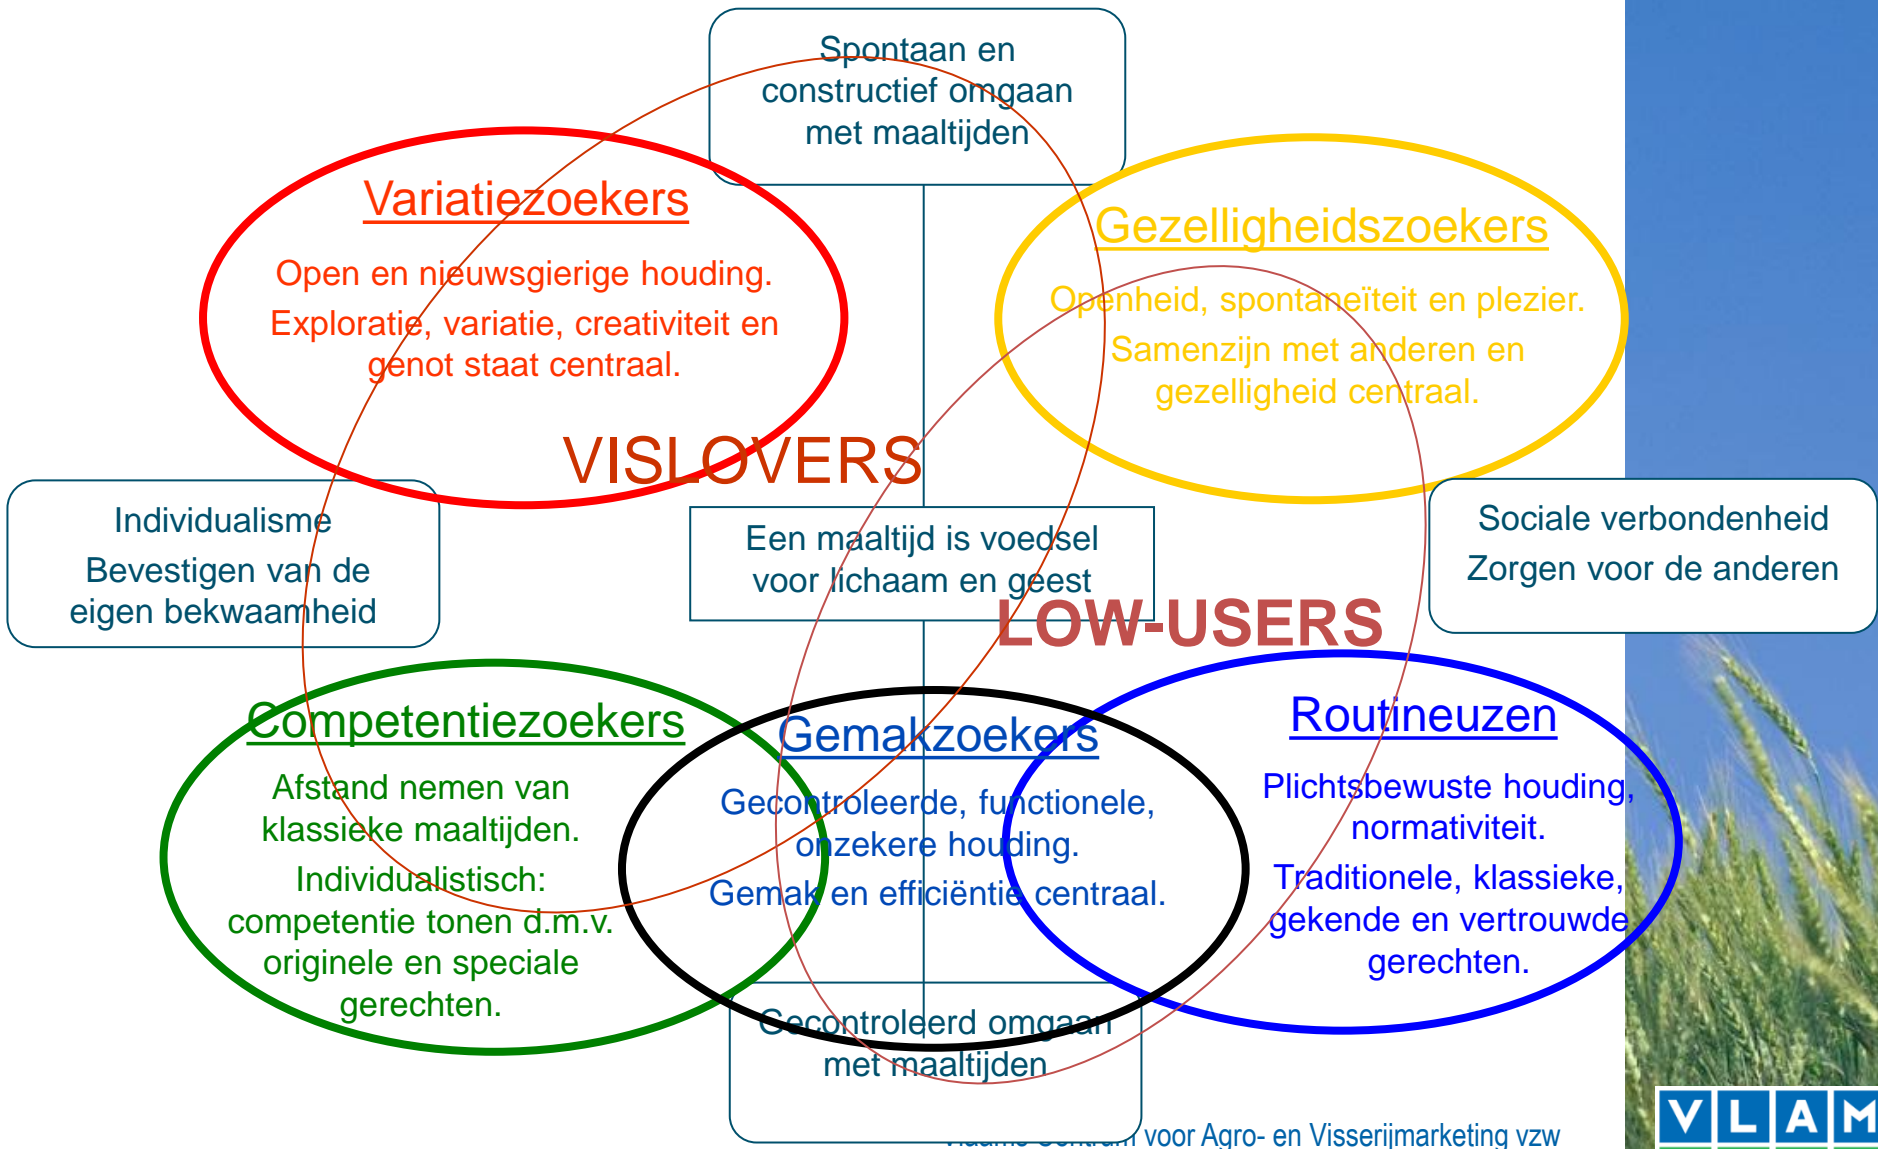 Spontaan en
constructief omgaan
met maaltijden
Variatiezoekers
Open en nieuwsgierige houding.
Exploratie, variatie, creativiteit en
genot staat centraal.
Gezelligheidszoekers
Openheid, spontaneïteit en plezier.
Samenzijn met anderen en
gezelligheid centraal.
VISLOVERS
Individualisme
Bevestigen van de
eigen bekwaamheid
Een maaltijd is voedsel
voor lichaam en geest
Sociale verbondenheid
Zorgen voor de anderen
LOW-USERS
Competentiezoekers
Afstand nemen van
klassieke maaltijden.
Individualistisch:
competentie tonen d.m.v.
originele en speciale
gerechten.
Gemakzoekers
Gecontroleerde, functionele,
onzekere houding.
Gemak en efficiëntie centraal.
Routineuzen
Plichtsbewuste houding,
normativiteit.
Traditionele, klassieke,
gekende en vertrouwde
gerechten.
Gecontroleerd omgaan
met maaltijden
Vlaams Centrum voor Agro- en Visserijmarketing vzw
VLAM